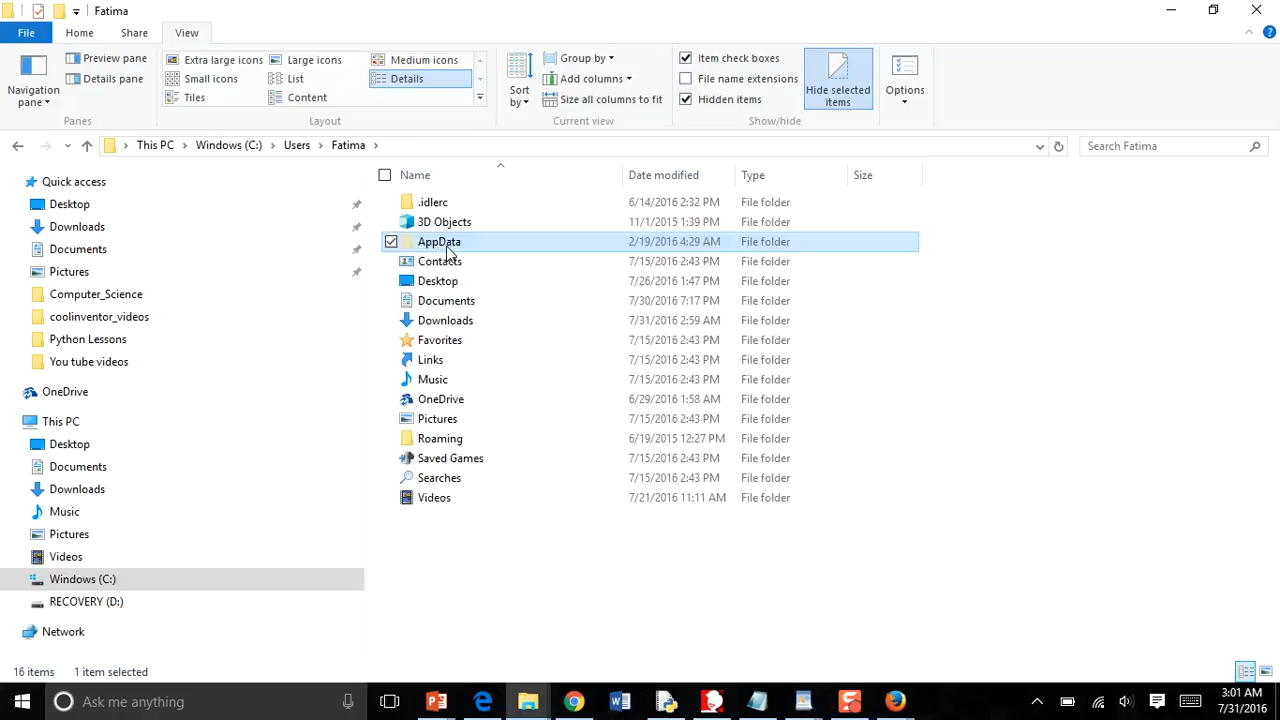 Fatima
File Home Share View
Preview pane
Details pane
Navigation
pane
Panes
Extra large icons Large icons Medium icons
Small icons List Details
Tiles Content
Layout
Sort
by
Group by
Add columns
Size all columns to fit
Current view
Item check boxes
File name extensions
Hidden items
Hide selected
items
Show/hide
Options
This PC Windows (C:) Users Fatima
Search Fatima
Quick access
Desktop
Downloads
Documents
Pictures
Computer_Science
coolinventor_videos
Python Lessons
You tube videos
OneDrive
This PC
Desktop
Documents
Downloads
Music
Pictures
Videos
Windows (C:)
RECOVERY (D:)
Network
Name Date modified Type Size
.idlerc 6/14/2016 2:32 PM File folder
3D Objects 11/1/2015 1:39 PM File folder
AppData 2/19/2016 4:29 AM File folder
Contacts 7/15/2016 2:43 PM File folder
Desktop 7/26/2016 1:47 PM File folder
Documents 7/30/2016 7:17 PM File folder
Downloads 7/31/2016 2:59 AM File folder
Favorites 7/15/2016 2:43 PM File folder
Links 7/15/2016 2:43 PM File folder
Music 7/15/2016 2:43 PM File folder
OneDrive 6/29/2016 1:58 AM File folder
Pictures 7/15/2016 2:43 PM File folder
Roaming 6/19/2015 12:27 PM File folder
Saved Games 7/15/2016 2:43 PM File folder
Searches 7/15/2016 2:43 PM File folder
Videos 7/21/2016 11:11 AM File folder
16 items 1 item selected
Ask me anything
3:01 AM
7/31/2016